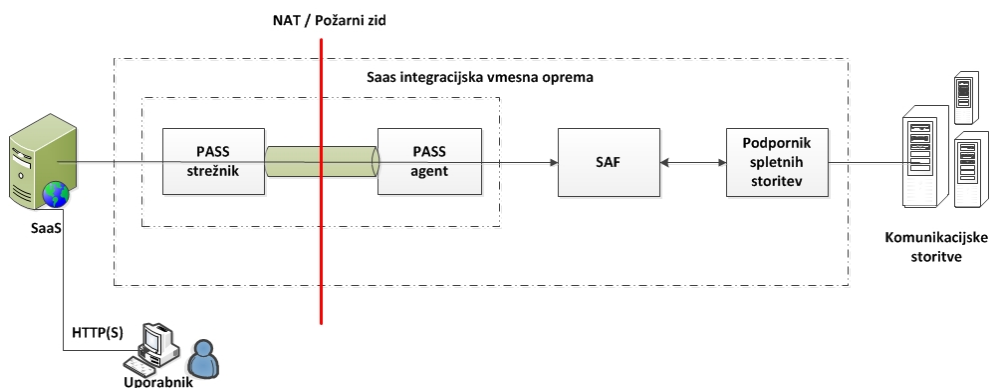 NAT / Požarni zid
Saas integracijska vmesna oprema
PASS
strežnik
PASS
agent
SAF
Podpornik
spletnih
storitev
SaaS
Komunikacijske
storitve
HTTP(S)
Uporabnik